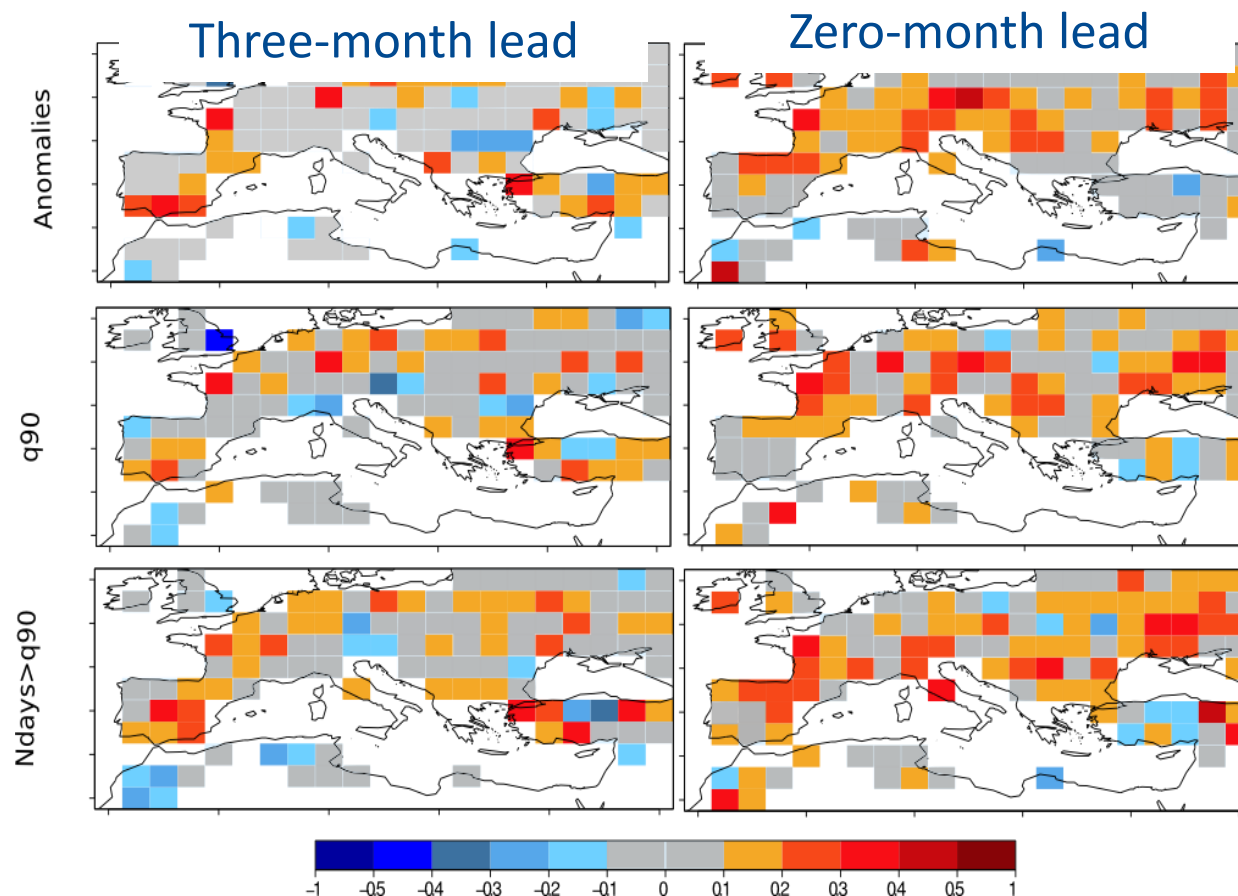 Three-month lead
Zero-month lead
Anomalies
q90
Ndays>q90
-1 -0.5 -0.4 -0.3 -0.2 -0.1 0 0.1 0.2 0.3 0.4 0.5 1